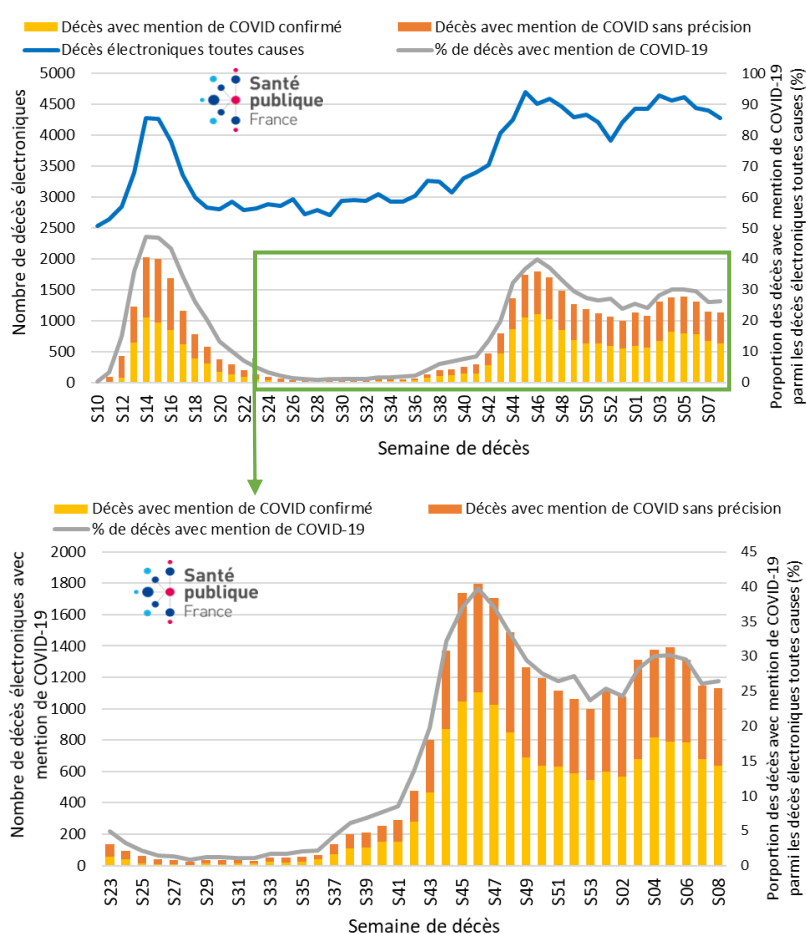 Décès avec mention de COVID confirmé
Décès avec mention de COVID sans précision
Décès électroniques toutes causes
% de décès avec mention de COVID-19
Nombre de décès électroniques
5000
4500
4000
3500
3000
2500
2000
1500
1000
500
0
Santé
publique
France
100
90
80
70
60
50
40
30
20
10
0
Porportion des décès avec mention de COVID-19
parmi les décès électroniques toutes causes (%)
S10 S12 S14 S16 S18 S20 S22 S24 S26 S28 S30 S32 S34 S36 S38 S40 S42 S44 S46 S48 S50 S52 S01 S03 S05 S07
Semaine de décès
Décès avec mention de COVID confirmé
Décès avec mention de COVID sans précision
% de décès avec mention de COVID-19
Nombre de décès électroniques avec
mention de COVID-19
2000
1800
1600
1400
1200
1000
800
600
400
200
0
Santé
publique
France
45
40
35
30
25
20
15
10
5
0
Proportion des décès avec mention de COVID-19
parmi les décès électroniques toutes causes (%)
S23 S25 S27 S29 S31 S33 S35 S37 S39 S41 S43 S45 S47 S49 S51 S53 S02 S04 S06 S08
Semaine de décès